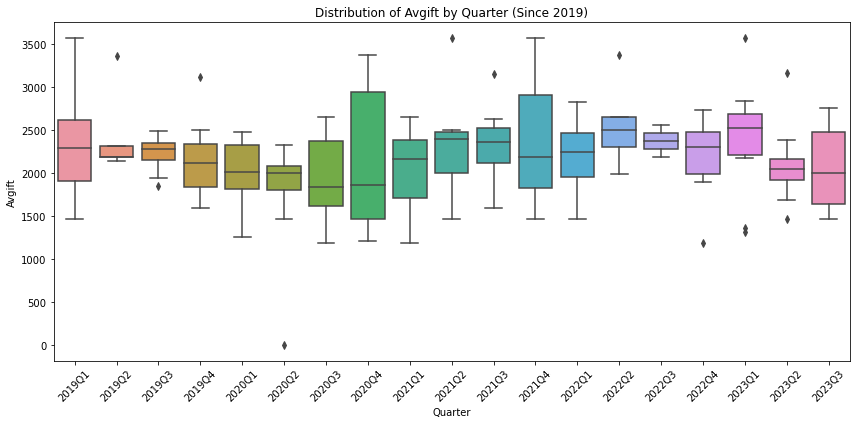 Distribution of Avgift by Quarter (Since 2019)
3500
3000
2500
2000
1500
1000
500
0
Avgift
2019Q1
2019Q2
2019Q3
2019Q4
2020Q1
2020Q2
2020Q3
2020Q4
2021Q1
2021Q2
2021Q3
2021Q4
2022Q1
2022Q2
2022Q3
2022Q4
2023Q1
2023Q2
2023Q3
Quarter